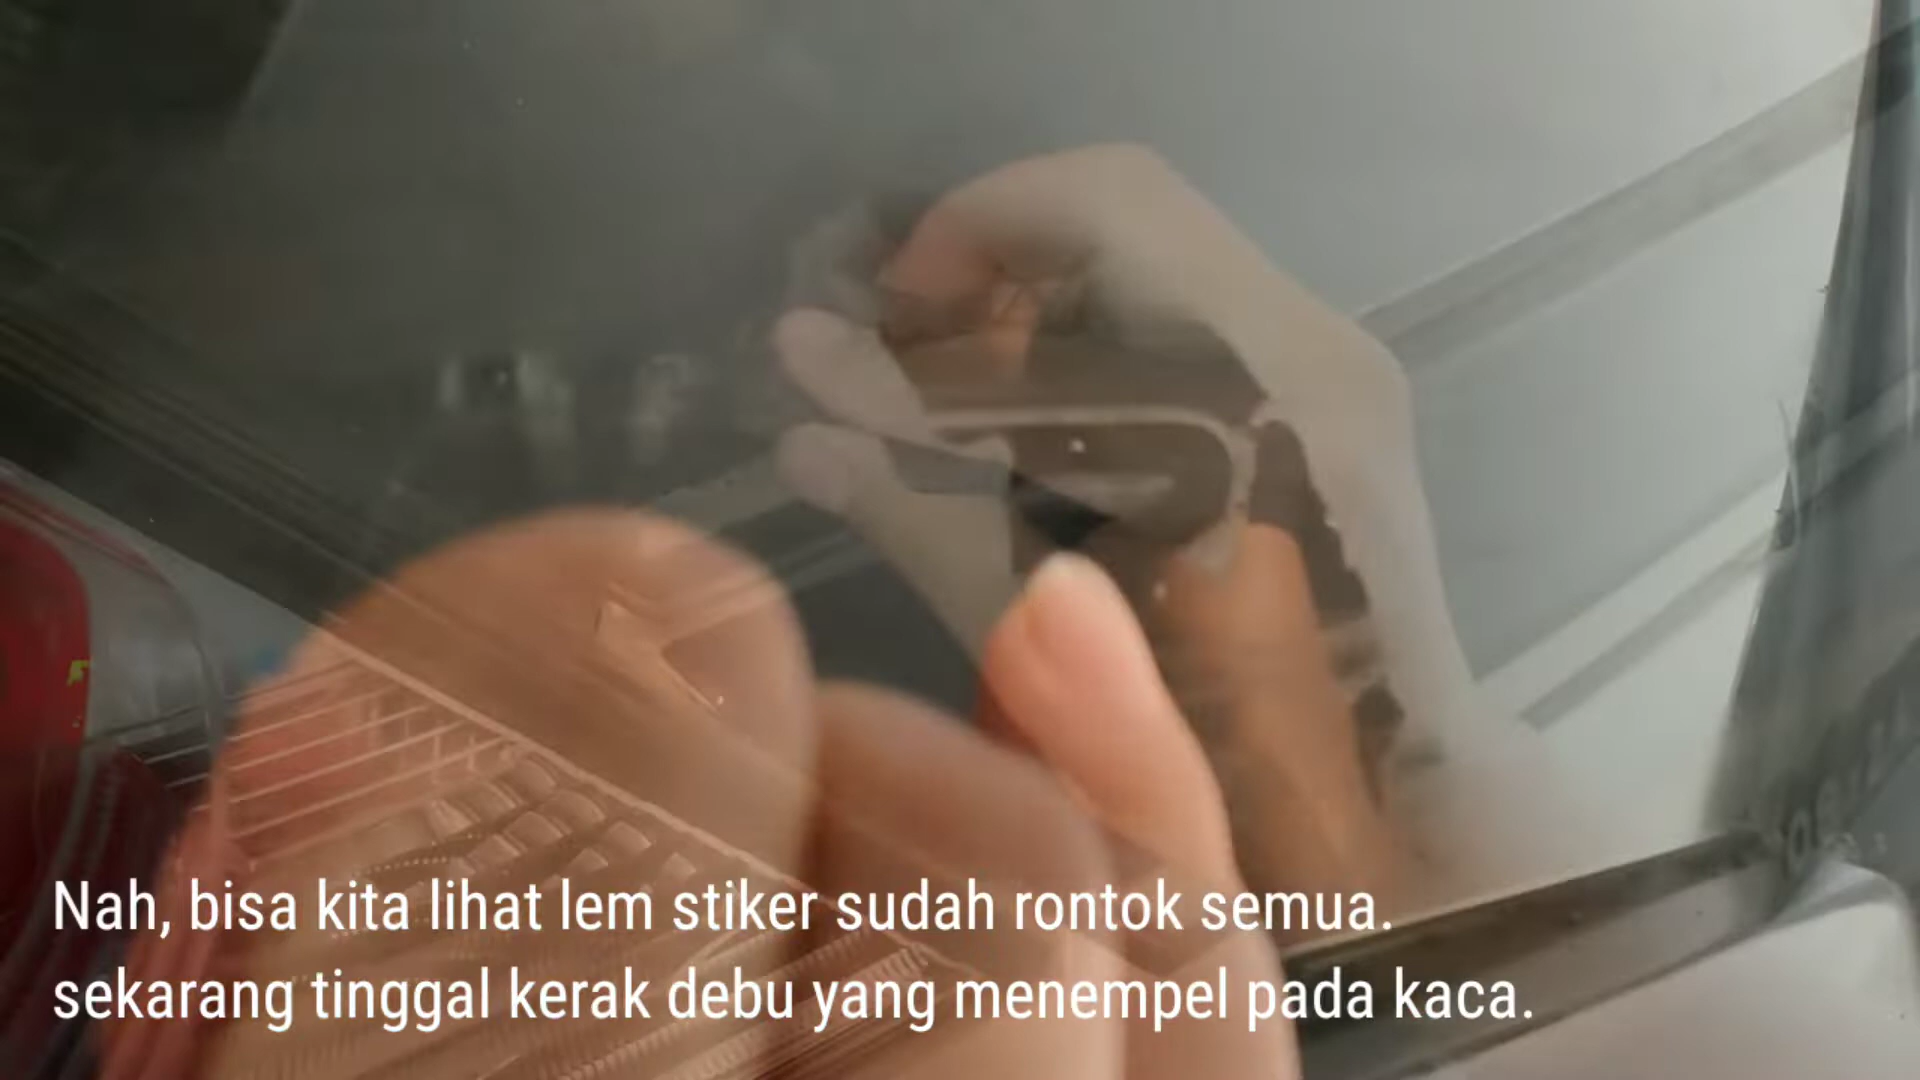 Nah, bisa kita lihat lem stiker sudah rontok semua.
sekarang tinggal kerak debu yang menempel pada kaca.